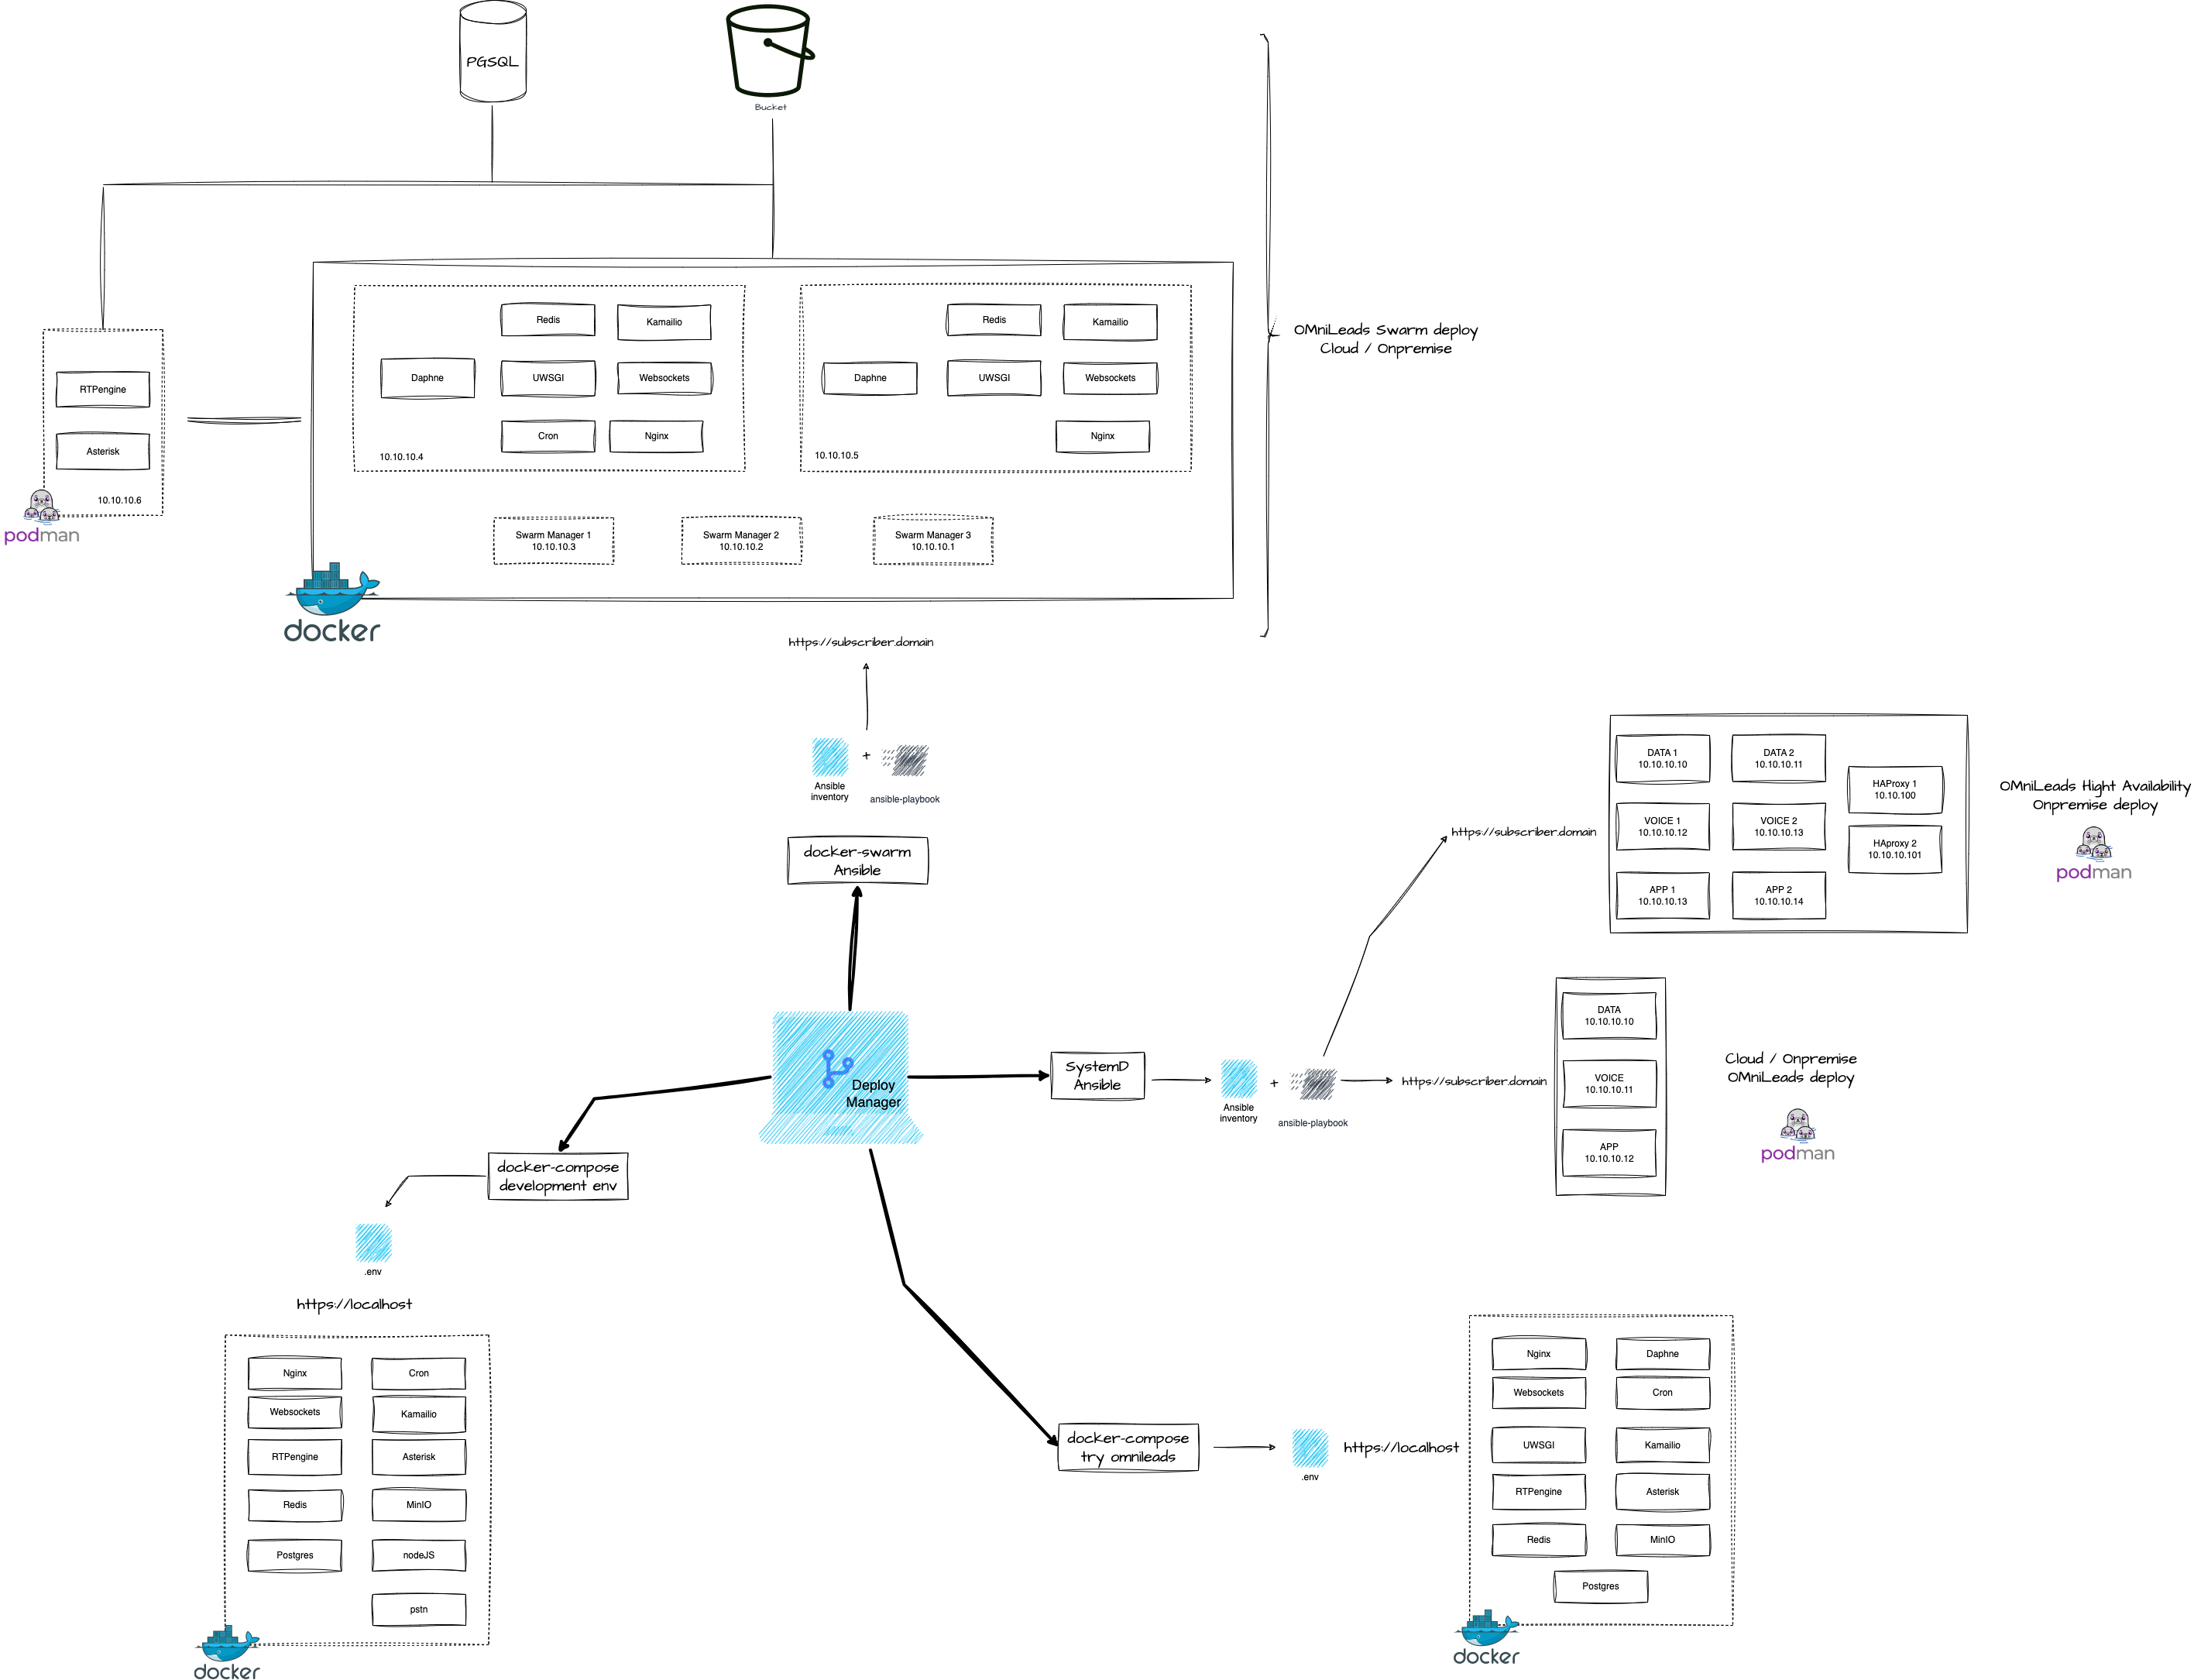 PGSQL
Bucket
OMniLeads Swarm deploy
Cloud / Onpremise
RTPengine
Asterisk
10.10.10.6
podman
Redis
Kamailio
Daphne
UWSGI
Websockets
Cron
Nginx
10.10.10.4
Redis
Kamailio
Daphne
UWSGI
Websockets
Nginx
10.10.10.5
Swarm Manager 1
10.10.10.3
Swarm Manager 2
10.10.10.2
Swarm Manager 3
10.10.10.1
docker
https://subscriber.domain
+
Ansible
inventory
ansible-playbook
docker-swarm
Ansible
Deploy
Manager
SystemD
Ansible
+
Ansible
inventory
ansible-playbook
https://subscriber.domain
DATA 1
10.10.10.10
DATA 2
10.10.10.11
HAProxy 1
10.10.100
VOICE 1
10.10.10.12
VOICE 2
10.10.10.13
HAproxy 2
10.10.10.101
APP 1
10.10.10.13
APP 2
10.10.10.14
OMniLeads Hight Availability
Onpremise deploy
podman
https://subscriber.domain
DATA
10.10.10.10
VOICE
10.10.10.11
APP
10.10.10.12
Cloud / Onpremise
OMniLeads deploy
podman
docker-compose
development env
.env
https://localhost
Nginx
Cron
Websockets
Kamailio
RTPengine
Asterisk
Redis
MinIO
Postgres
nodeJS
pstn
docker
docker-compose
try omnileads
.env
https://localhost
Nginx
Daphne
Websockets
Cron
UWSGI
Kamailio
RTPengine
Asterisk
Redis
MinIO
Postgres
docker